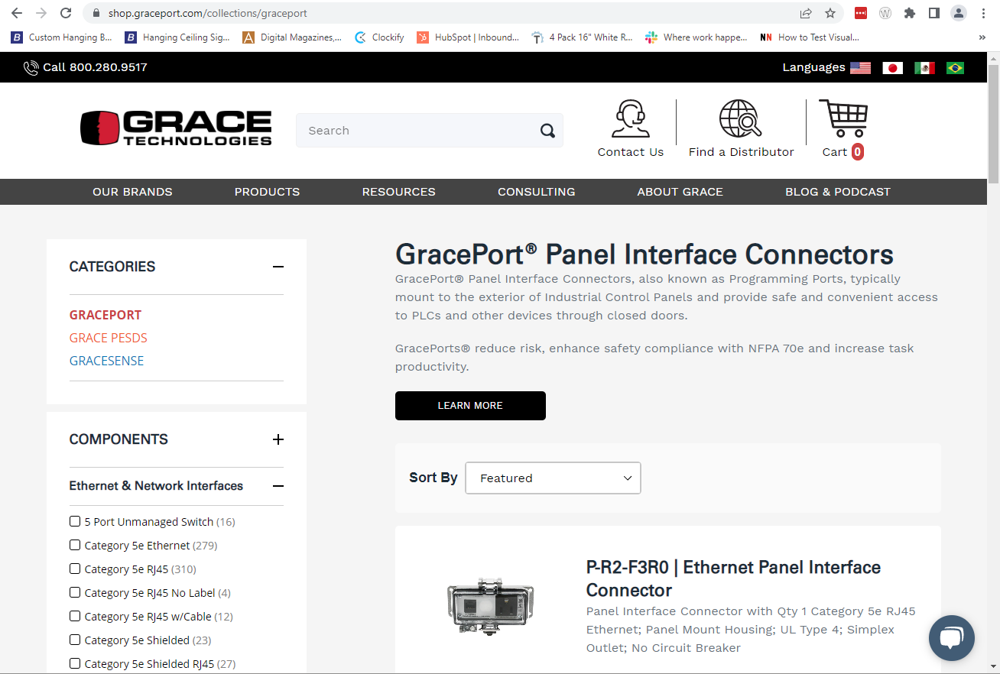 shop.graceport.com/collections/graceport
Custom Hanging B...
Hanging Ceiling Sig...
Digital Magazines,...
Clockify
HubSpot | Inbound...
4 Pack 16" White R...
Where work happe...
How to Test Visual...
Call 800.280.9517
Languages
GRACE
TECHNOLOGIES
Search
Contact Us
Find a Distributor
Cart 0
OUR BRANDS
PRODUCTS
RESOURCES
CONSULTING
ABOUT GRACE
BLOG & PODCAST
CATEGORIES
GRACEPORT
GRACE PESDS
GRACESENSE
COMPONENTS
Ethernet & Network Interfaces
5 Port Unmanaged Switch (16)
Category 5e Ethernet (279)
Category 5e RJ45 (310)
Category 5e RJ45 No Label (4)
Category 5e RJ45 w/Cable (12)
Category 5e Shielded (23)
Category 5e Shielded RJ45 (27)
GracePort® Panel Interface Connectors
GracePort® Panel Interface Connectors, also known as Programming Ports, typically
mount to the exterior of Industrial Control Panels and provide safe and convenient access
to PLCs and other devices through closed doors.
GracePorts® reduce risk, enhance safety compliance with NFPA 70e and increase task
productivity.
LEARN MORE
Sort By
Featured
P-R2-F3R0 | Ethernet Panel Interface
Connector
Panel Interface Connector with Qty 1 Category 5e RJ45
Ethernet; Panel Mount Housing; UL Type 4; Simplex
Outlet; No Circuit Breaker